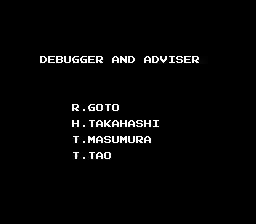 DEBUGGER AND ADVISER
R.GOTO
H.TAKAHASHI
T.MASUMURA
T.TAO